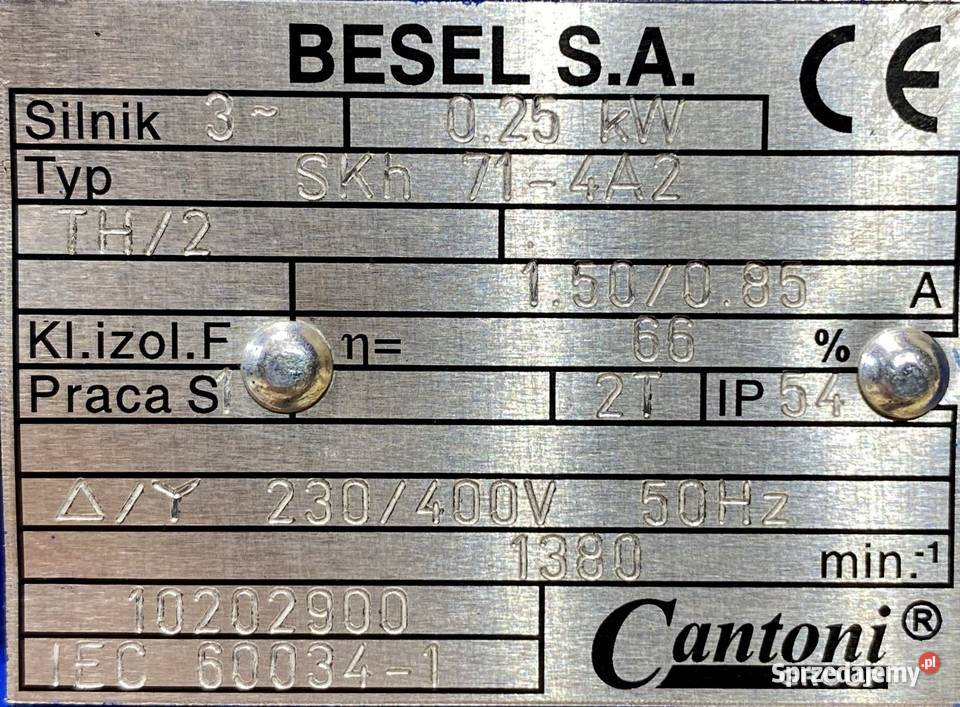 BESEL S.A. CE
Silnik 3~ 0.25 kW
Typ SKh 71-4A2
TH/2
1.50/0.85 A
Kl.izol.F η= 66 %
Praca S1 2T IP 54
Δ/Y 230/400V 50Hz
1380 min.-1
10202900
IEC 60034-1
Cantoni®
Sprzedajemy.pl